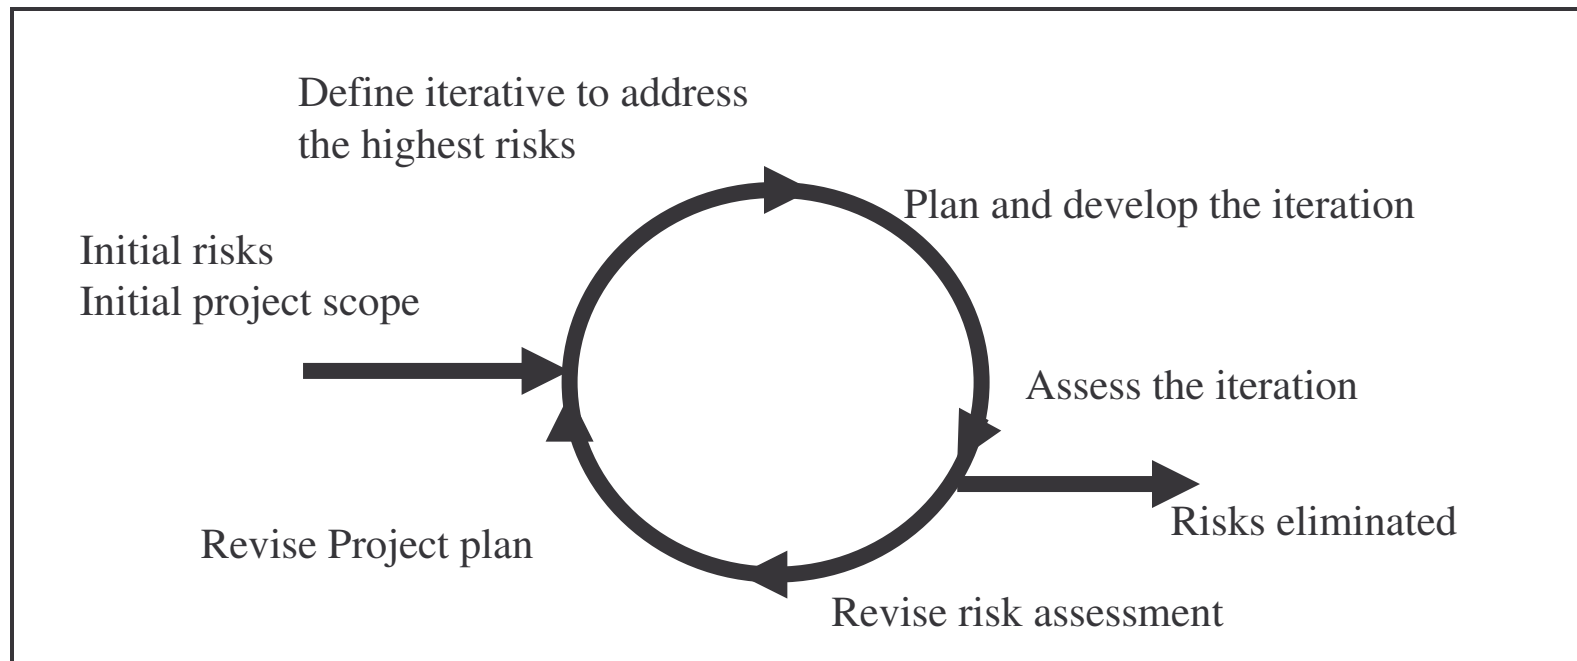 Define iterative to address
the highest risks
Plan and develop the iteration
Initial risks
Initial project scope
Assess the iteration
Risks eliminated
Revise Project plan
Revise risk assessment